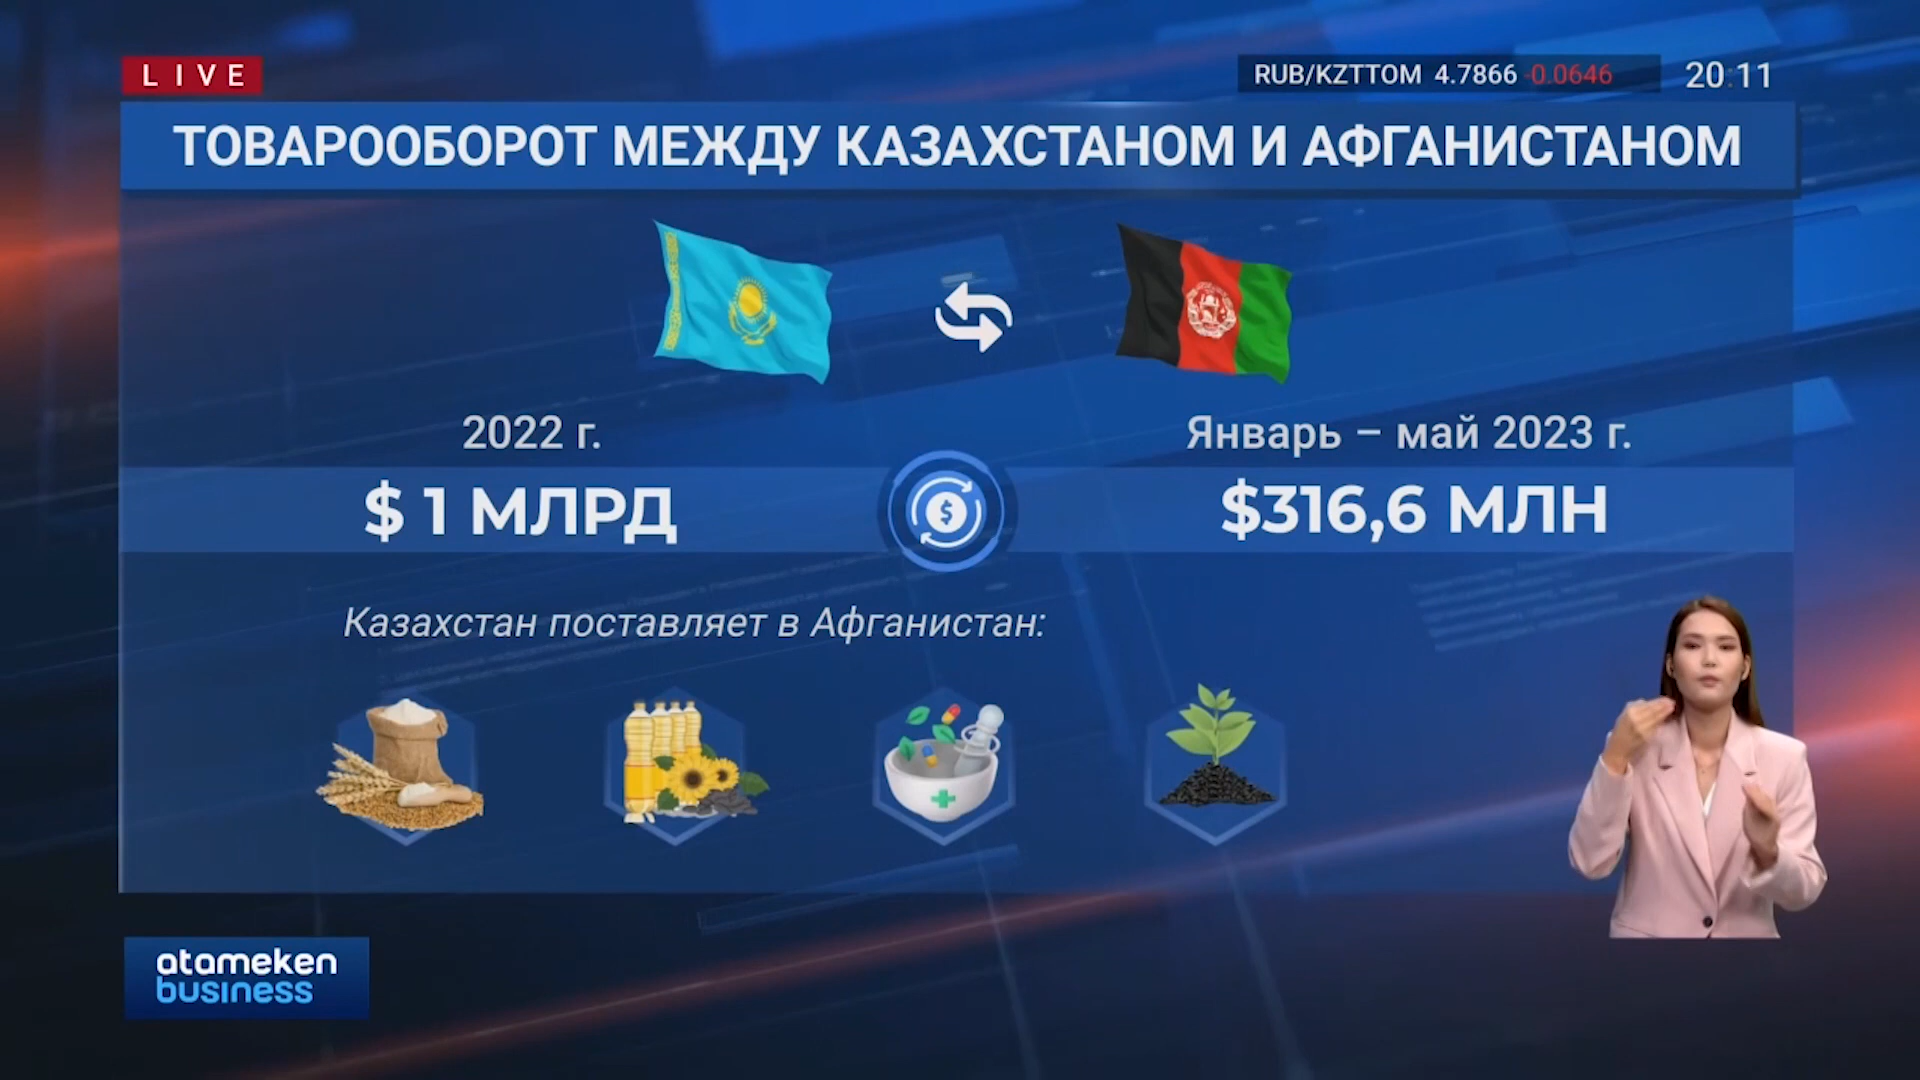 LIVE
RUB/KZTTOM 4.7866 -0.0646
20:11
ТОВАРООБОРОТ МЕЖДУ КАЗАХСТАНОМ И АФГАНИСТАНОМ
2022 г.
Январь – май 2023 г.
$ 1 МЛРД
$
$316,6 МЛН
Казахстан поставляет в Афганистан:
atameken
business